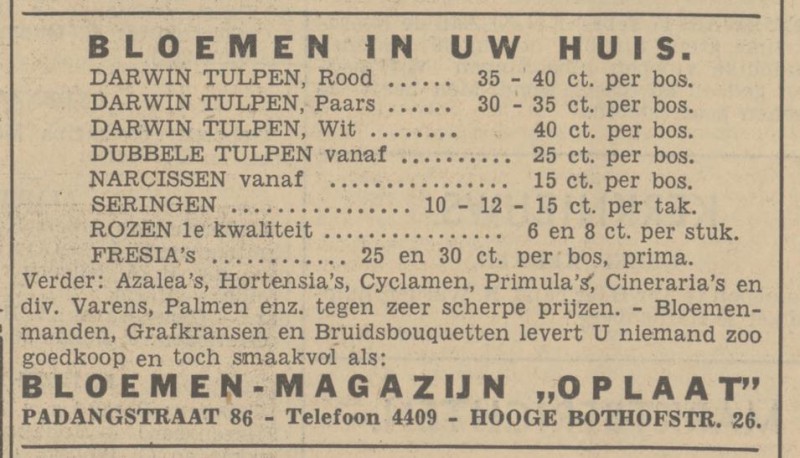 BLOEMEN IN UW HUIS.
DARWIN TULPEN, Rood ...... 35 - 40 ct. per bos.
DARWIN TULPEN, Paars ...... 30 - 35 ct. per bos.
DARWIN TULPEN, Wit ........ 40 ct. per bos.
DUBBELE TULPEN vanaf .......... 25 ct. per bos.
NARCISSEN vanaf ................ 15 ct. per bos.
SERINGEN ................ 10 - 12 - 15 ct. per tak.
ROZEN 1e kwaliteit ................ 6 en 8 ct. per stuk.
FRESIA's ............ 25 en 30 ct. per bos, prima.
Verder: Azalea's, Hortensia's, Cyclamen, Primula's, Cineraria's en
div. Varens, Palmen enz. tegen zeer scherpe prijzen. - Bloemen-
manden, Grafkransen en Bruidsbouquetten levert U niemand zoo
goedkoop en toch smaakvol als:
BLOEMEN-MAGAZIJN „OPLAAT”
PADANGSTRAAT 86 - Telefoon 4409 - HOOGE BOTHOFSTR. 26.